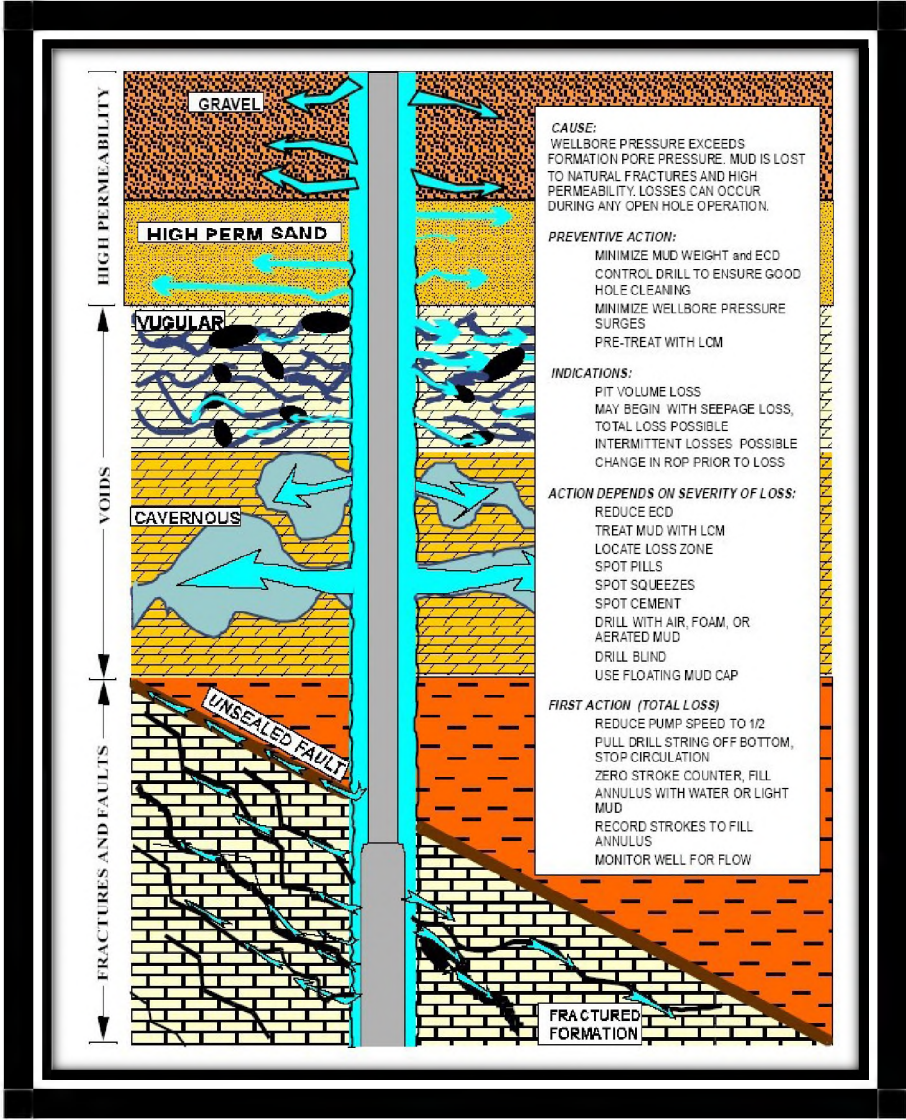 HIGH PERMEABILITY
VOIDS
FRACTURES AND FAULTS
GRAVEL
HIGH PERM SAND
VUGULAR
CAVERNOUS
UNSEALED FAULT
FRACTURED
FORMATION
CAUSE:
WELLBORE PRESSURE EXCEEDS
FORMATION PORE PRESSURE. MUD IS LOST
TO NATURAL FRACTURES AND HIGH
PERMEABILITY. LOSSES CAN OCCUR
DURING ANY OPEN HOLE OPERATION.
PREVENTIVE ACTION:
MINIMIZE MUD WEIGHT and ECD
CONTROL DRILL TO ENSURE GOOD
HOLE CLEANING
MINIMIZE WELLBORE PRESSURE
SURGES
PRE-TREAT WITH LCM
INDICATIONS:
PIT VOLUME LOSS
MAY BEGIN WITH SEEPAGE LOSS,
TOTAL LOSS POSSIBLE
INTERMITTENT LOSSES POSSIBLE
CHANGE IN ROP PRIOR TO LOSS
ACTION DEPENDS ON SEVERITY OF LOSS:
REDUCE ECD
TREAT MUD WITH LCM
LOCATE LOSS ZONE
SPOT PILLS
SPOT SQUEEZES
SPOT CEMENT
DRILL WITH AIR, FOAM, OR
AERATED MUD
DRILL BLIND
USE FLOATING MUD CAP
FIRST ACTION (TOTAL LOSS)
REDUCE PUMP SPEED TO 1/2
PULL DRILL STRING OFF BOTTOM,
STOP CIRCULATION
ZERO STROKE COUNTER, FILL
ANNULUS WITH WATER OR LIGHT
MUD
RECORD STROKES TO FILL
ANNULUS
MONITOR WELL FOR FLOW